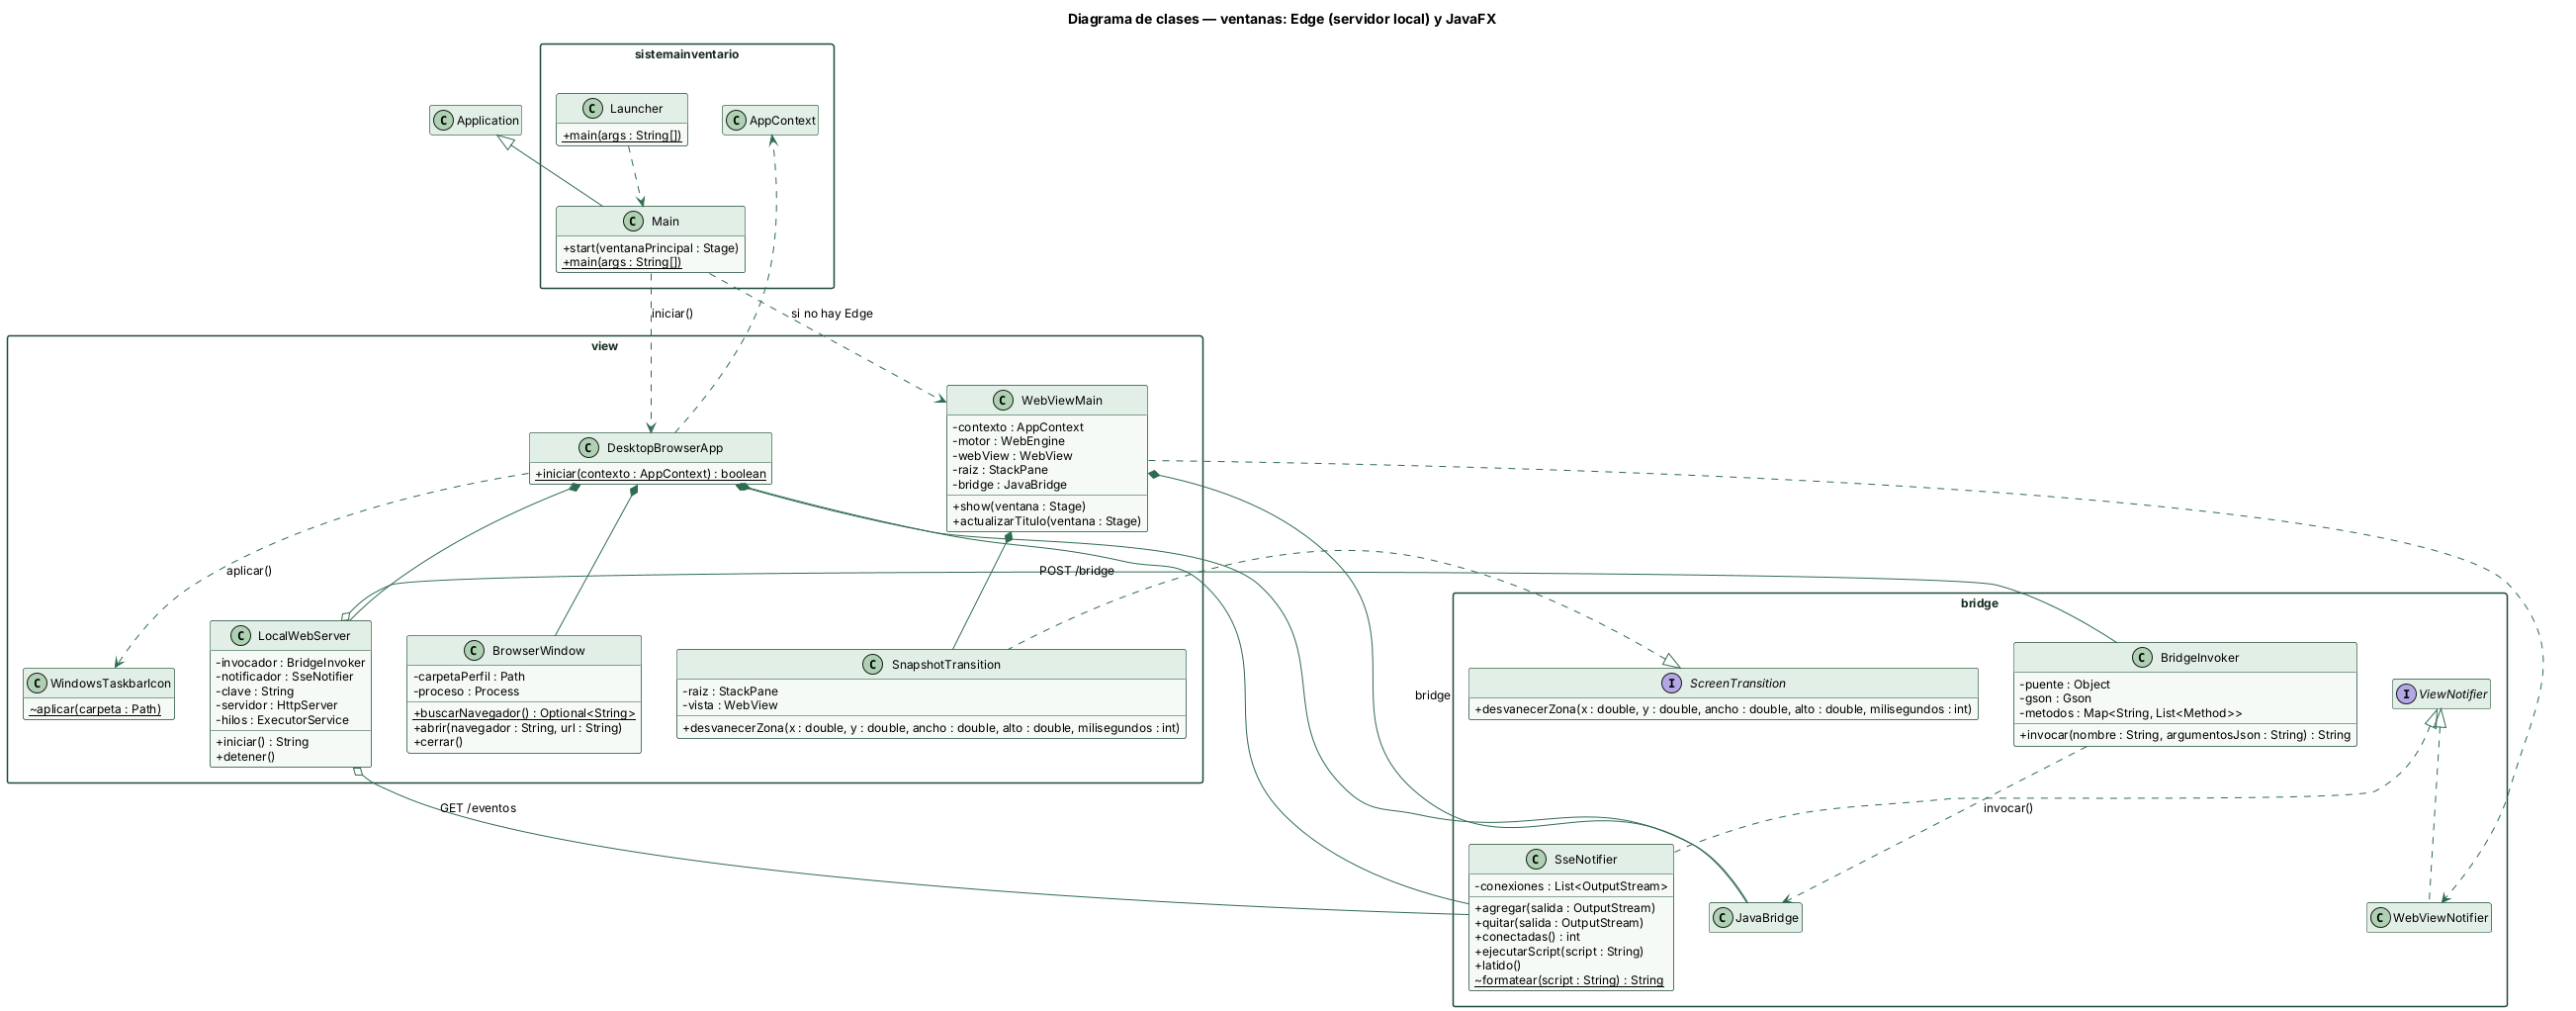 Diagrama de clases — ventanas: Edge (servidor local) y JavaFX
sistemainventario
C Application
C Launcher
+main(args : String[])
C AppContext
C Main
+start(ventanaPrincipal : Stage)
+main(args : String[])
iniciar()
si no hay Edge
view
C WebViewMain
-contexto : AppContext
-motor : WebEngine
-webView : WebView
-raiz : StackPane
-bridge : JavaBridge
+show(ventana : Stage)
+actualizarTitulo(ventana : Stage)
C DesktopBrowserApp
+iniciar(contexto : AppContext) : boolean
aplicar()
POST /bridge
C WindowsTaskbarIcon
~aplicar(carpeta : Path)
C LocalWebServer
-invocador : BridgeInvoker
-notificador : SseNotifier
-clave : String
-servidor : HttpServer
-hilos : ExecutorService
+iniciar() : String
+detener()
C BrowserWindow
-carpetaPerfil : Path
-proceso : Process
+buscarNavegador() : Optional<String>
+abrir(navegador : String, url : String)
+cerrar()
C SnapshotTransition
-raiz : StackPane
-vista : WebView
+desvanecerZona(x : double, y : double, ancho : double, alto : double, milisegundos : int)
bridge
bridge
I ScreenTransition
+desvanecerZona(x : double, y : double, ancho : double, alto : double, milisegundos : int)
C BridgeInvoker
-puente : Object
-gson : Gson
-metodos : Map<String, List<Method>>
+invocar(nombre : String, argumentosJson : String) : String
I ViewNotifier
GET /eventos
invocar()
C SseNotifier
-conexiones : List<OutputStream>
+agregar(salida : OutputStream)
+quitar(salida : OutputStream)
+conectadas() : int
+ejecutarScript(script : String)
+latido()
~formatear(script : String) : String
C JavaBridge
C WebViewNotifier